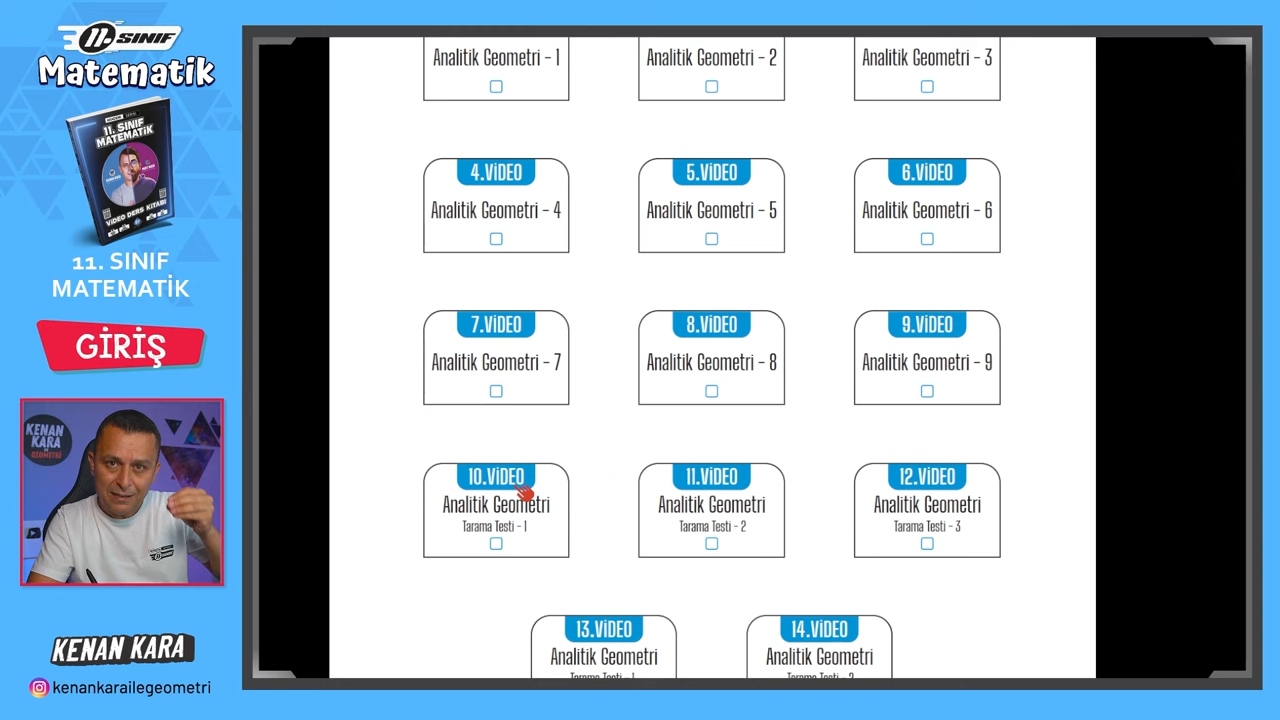 11. SINIF
Matematik
11. SINIF
MATEMATİK
VİDEO DERS KİTABI
11. SINIF
MATEMATİK
GİRİŞ
KENAN
KARA
GEOMETRİ
KENAN KARA
kenankarailegeometri
Analitik Geometri - 1
Analitik Geometri - 2
Analitik Geometri - 3
4.VİDEO
Analitik Geometri - 4
5.VİDEO
Analitik Geometri - 5
6.VİDEO
Analitik Geometri - 6
7.VİDEO
Analitik Geometri - 7
8.VİDEO
Analitik Geometri - 8
9.VİDEO
Analitik Geometri - 9
10.VİDEO
Analitik Geometri
Tarama Testi - 1
11.VİDEO
Analitik Geometri
Tarama Testi - 2
12.VİDEO
Analitik Geometri
Tarama Testi - 3
13.VİDEO
Analitik Geometri
14.VİDEO
Analitik Geometri